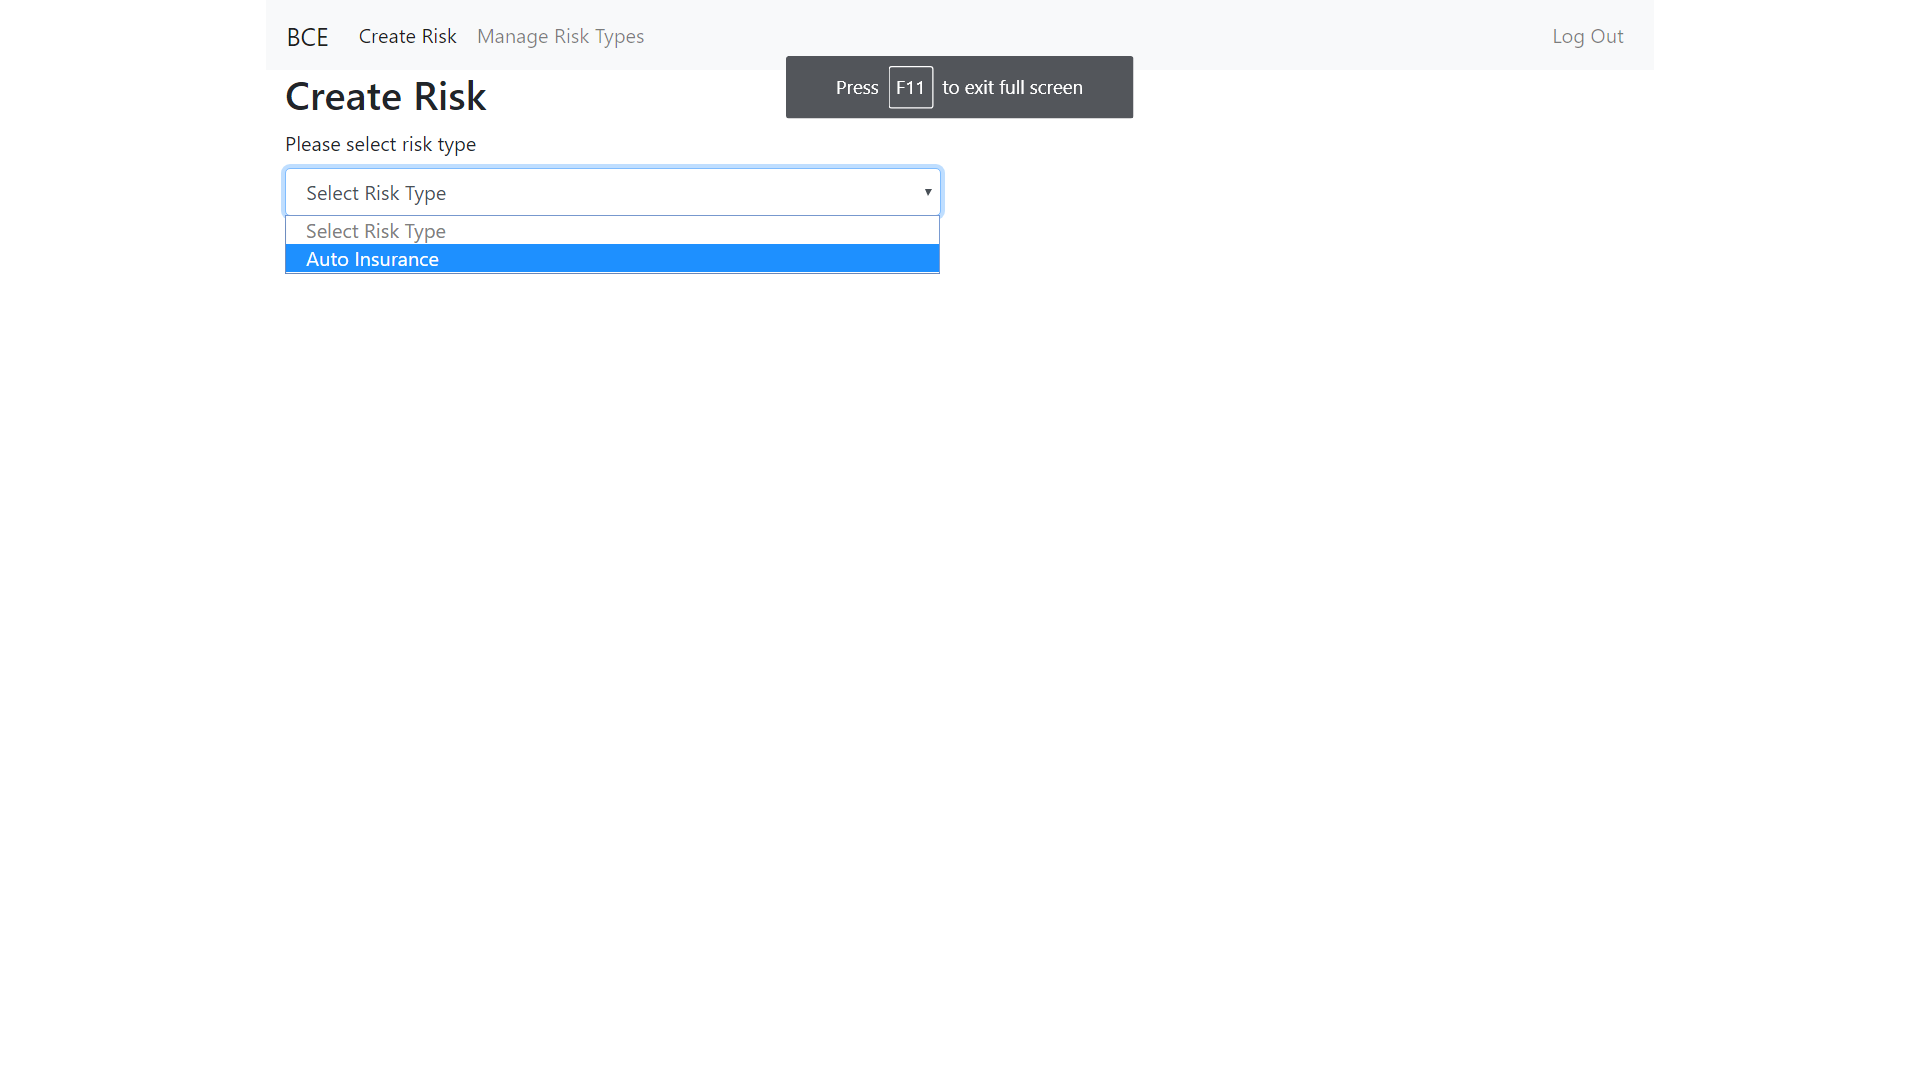 BCE Create Risk Manage Risk Types Log Out
Press F11 to exit full screen
Create Risk
Please select risk type
Select Risk Type
Select Risk Type
Auto Insurance